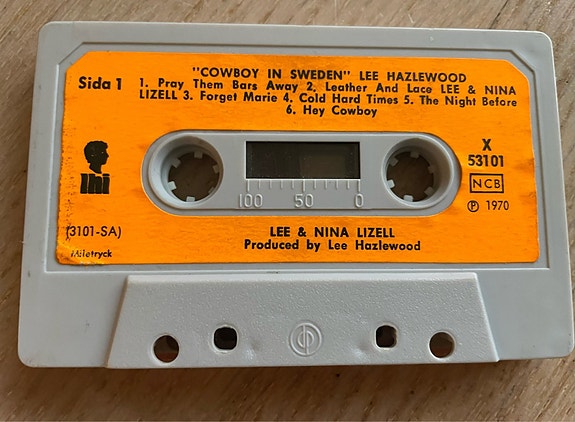 "COWBOY IN SWEDEN" LEE HAZLEWOOD
Sida 1
1. Pray Them Bars Away 2. Leather And Lace LEE & NINA
LIZELL 3. Forget Marie 4. Cold Hard Times 5. The Night Before
6. Hey Cowboy
X
53101
NCB
Ⓟ 1970
lhi
100 50 0
(3101-SA)
Miletryck
LEE & NINA LIZELL
Produced by Lee Hazlewood